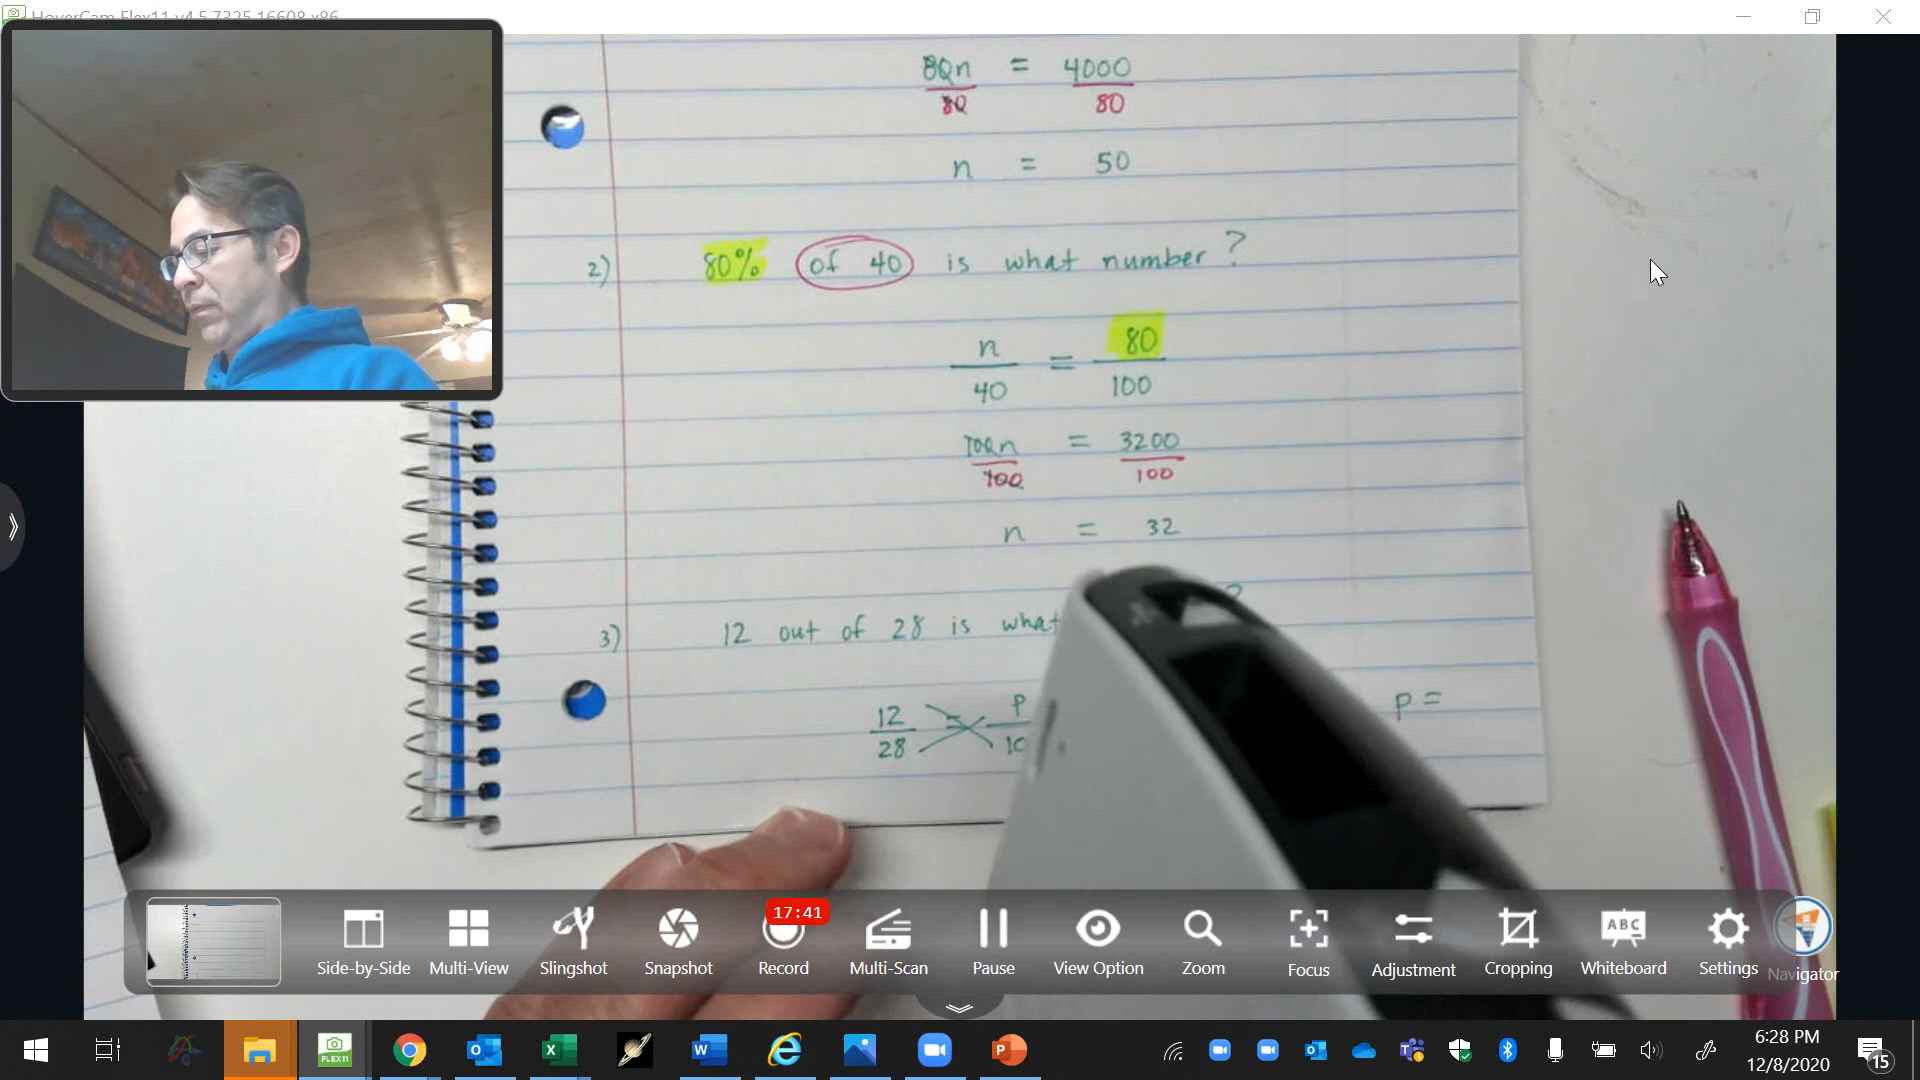 HoverCam Flex11 v4.5.7325.16608 x86
80n = 4000
80 80
n = 50
2) 80% of 40 is what number?
n = 80
40 100
100n = 3200
100 100
n = 32
3) 12 out of 28 is what ?
12 = p
28 10
p =
17:41
Side-by-Side Multi-View Slingshot Snapshot Record Multi-Scan Pause View Option Zoom Focus Adjustment Cropping Whiteboard Settings Navigator
ABC
FLEX11
6:28 PM
12/8/2020
15